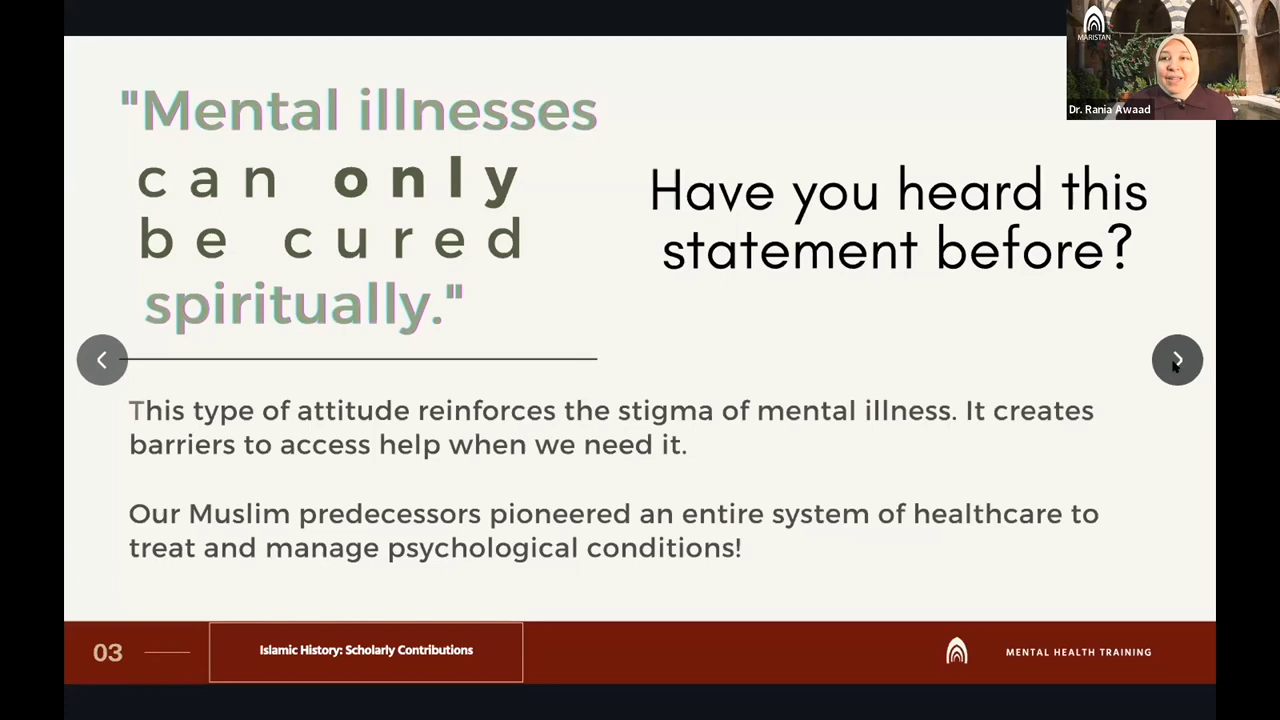 "Mental illnesses
can only
be cured
spiritually."
Have you heard this
statement before?
This type of attitude reinforces the stigma of mental illness. It creates
barriers to access help when we need it.
Our Muslim predecessors pioneered an entire system of healthcare to
treat and manage psychological conditions!
03
Islamic History: Scholarly Contributions
MENTAL HEALTH TRAINING
MARISTAN
Dr. Rania Awaad